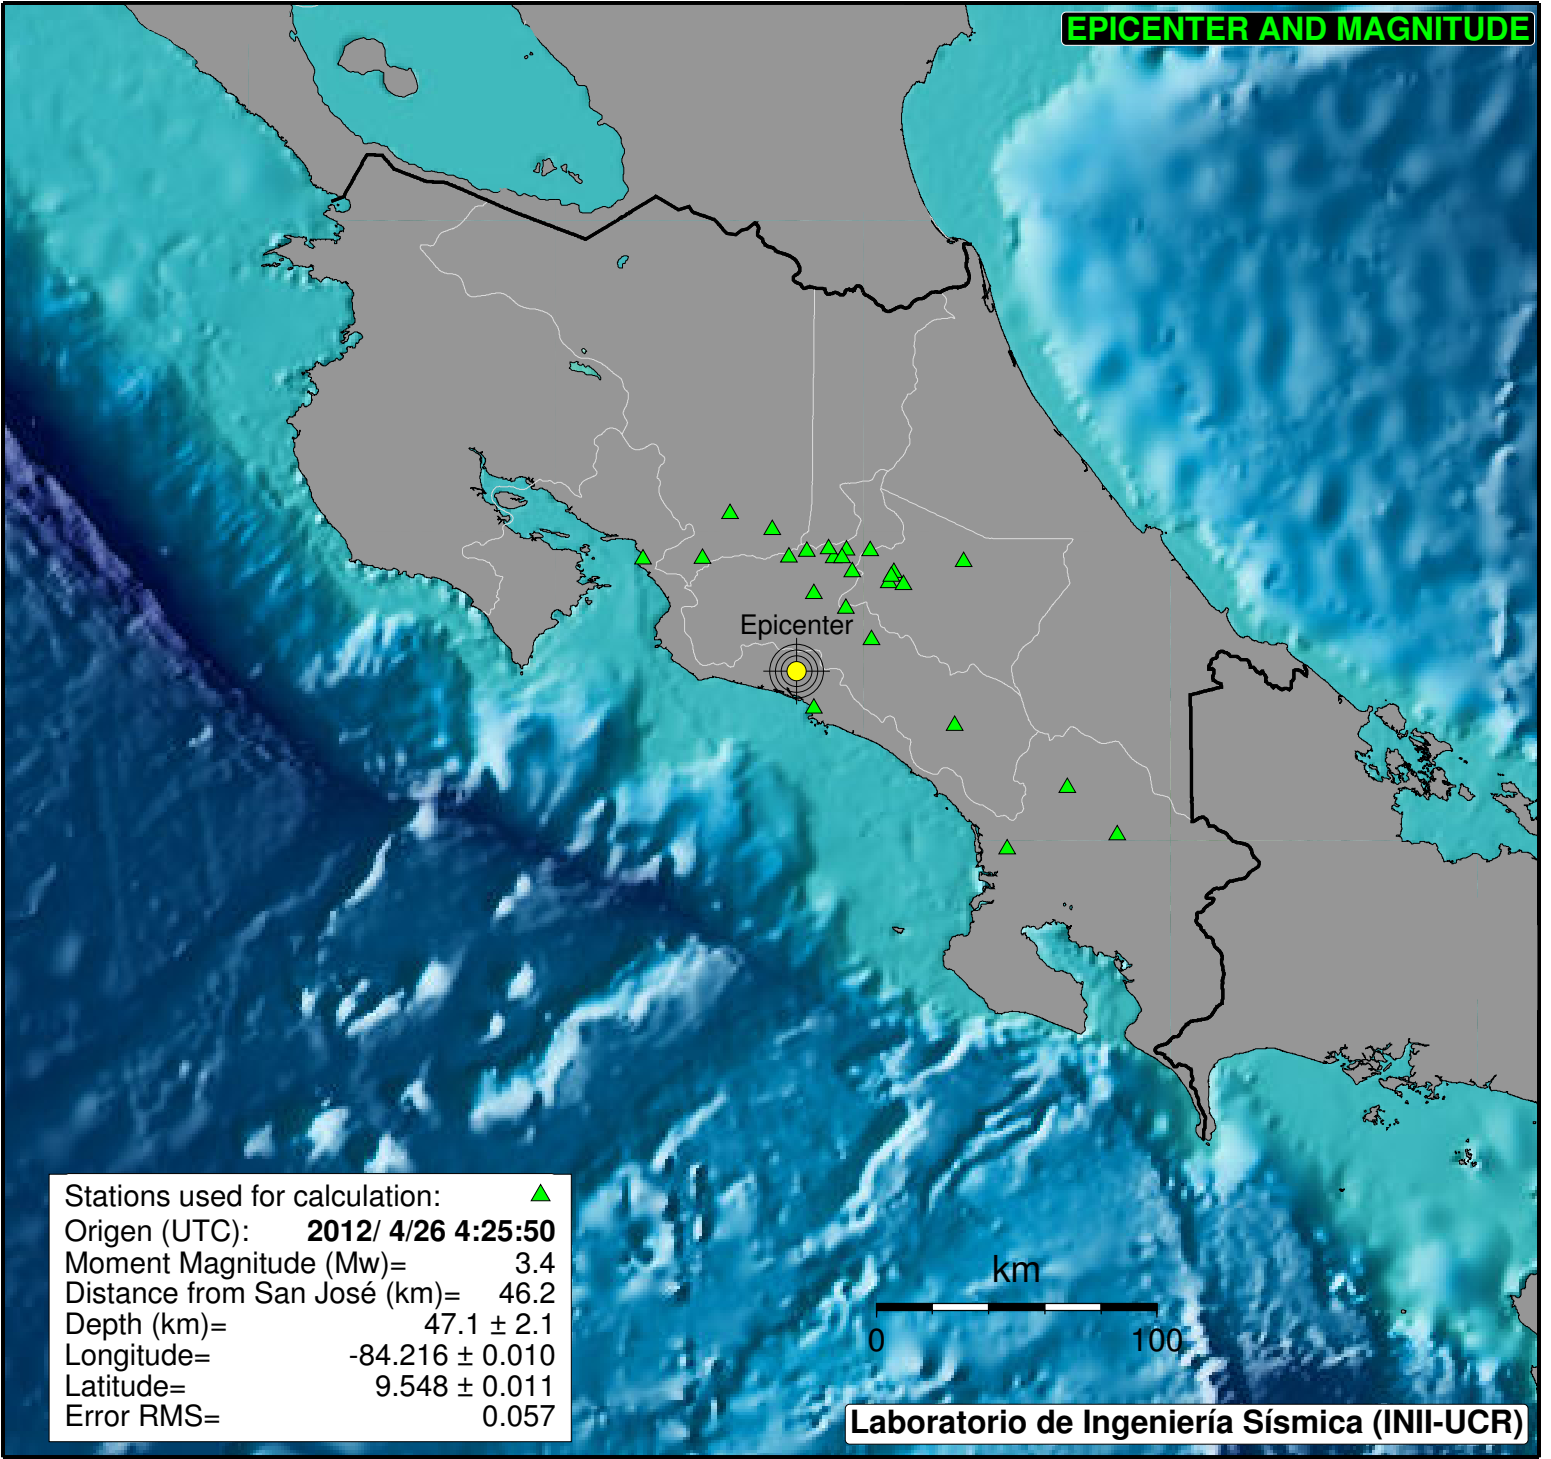 EPICENTER AND MAGNITUDE
Epicenter
Stations used for calculation:
Origen (UTC): 2012/ 4/26 4:25:50
Moment Magnitude (Mw)= 3.4
Distance from San José (km)= 46.2
Depth (km)= 47.1 ± 2.1
Longitude= -84.216 ± 0.010
Latitude= 9.548 ± 0.011
Error RMS= 0.057
km
0 100
Laboratorio de Ingeniería Sísmica (INII-UCR)